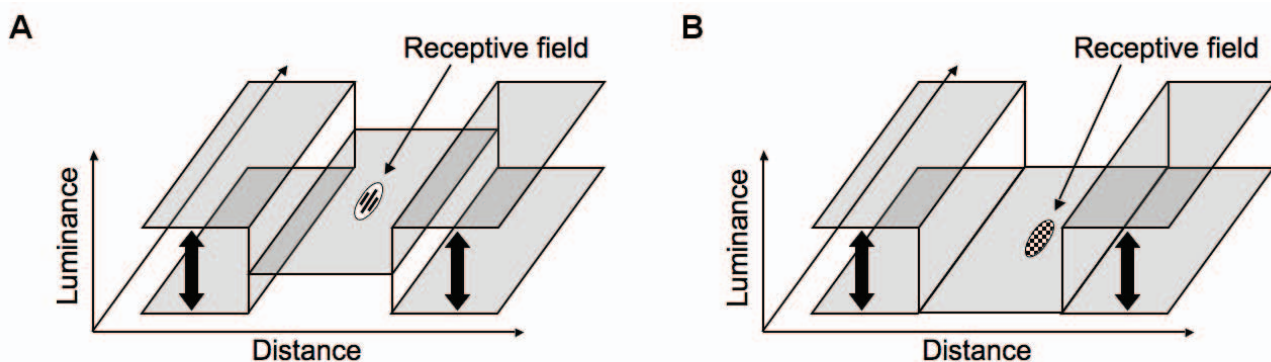 A
Receptive field
Luminance
Distance
B
Receptive field
Luminance
Distance